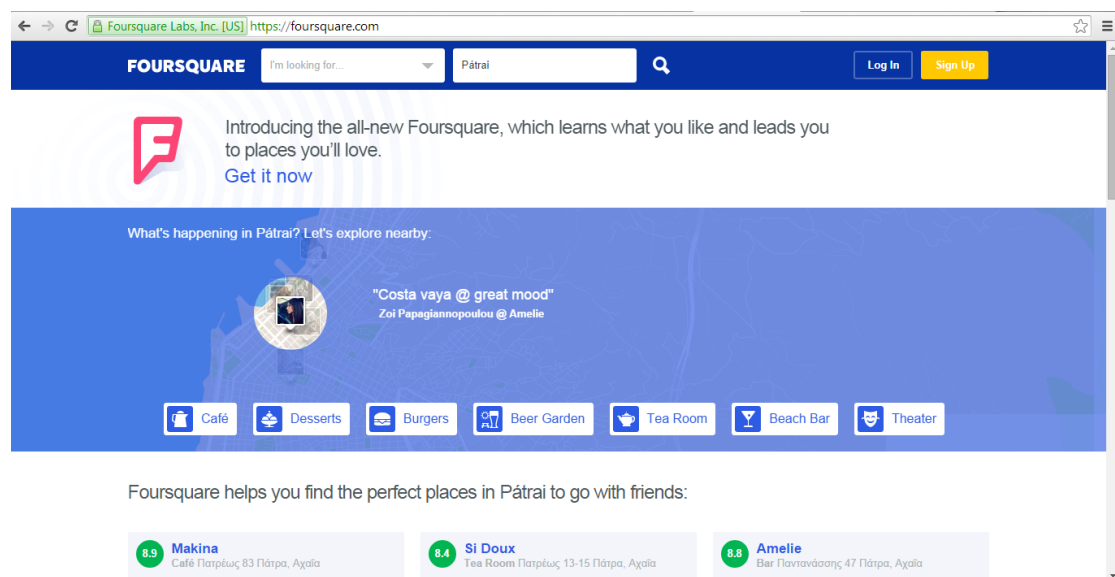 Foursquare Labs, Inc. [US] https://foursquare.com
FOURSQUARE I'm looking for... Pátrai Log In Sign Up
Introducing the all-new Foursquare, which learns what you like and leads you
to places you'll love.
Get it now
What's happening in Pátrai? Let's explore nearby:
"Costa vaya @ great mood"
Zoi Papagiannopoulou @ Amelie
Café Desserts Burgers Beer Garden Tea Room Beach Bar Theater
Foursquare helps you find the perfect places in Pátrai to go with friends:
8.9 Makina 8.4 Si Doux 8.8 Amelie
Café Πατρέως 83 Πάτρα, Αχαΐα Tea Room Πατρέως 13-15 Πάτρα, Αχαΐα Bar Παντανάσσης 47 Πάτρα, Αχαΐα